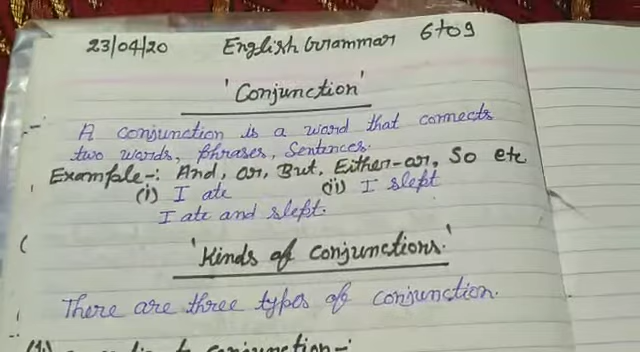 23/04/20 English Grammar 6 to 9
'Conjunction'
A conjunction is a word that connects
two words, phrases, Sentences.
Example-: And, or, But, Either-or, So etc
(i) I ate (ii) I slept
I ate and slept.
'Kinds of Conjunctions.'
There are three types of conjunction.
conjunction-: